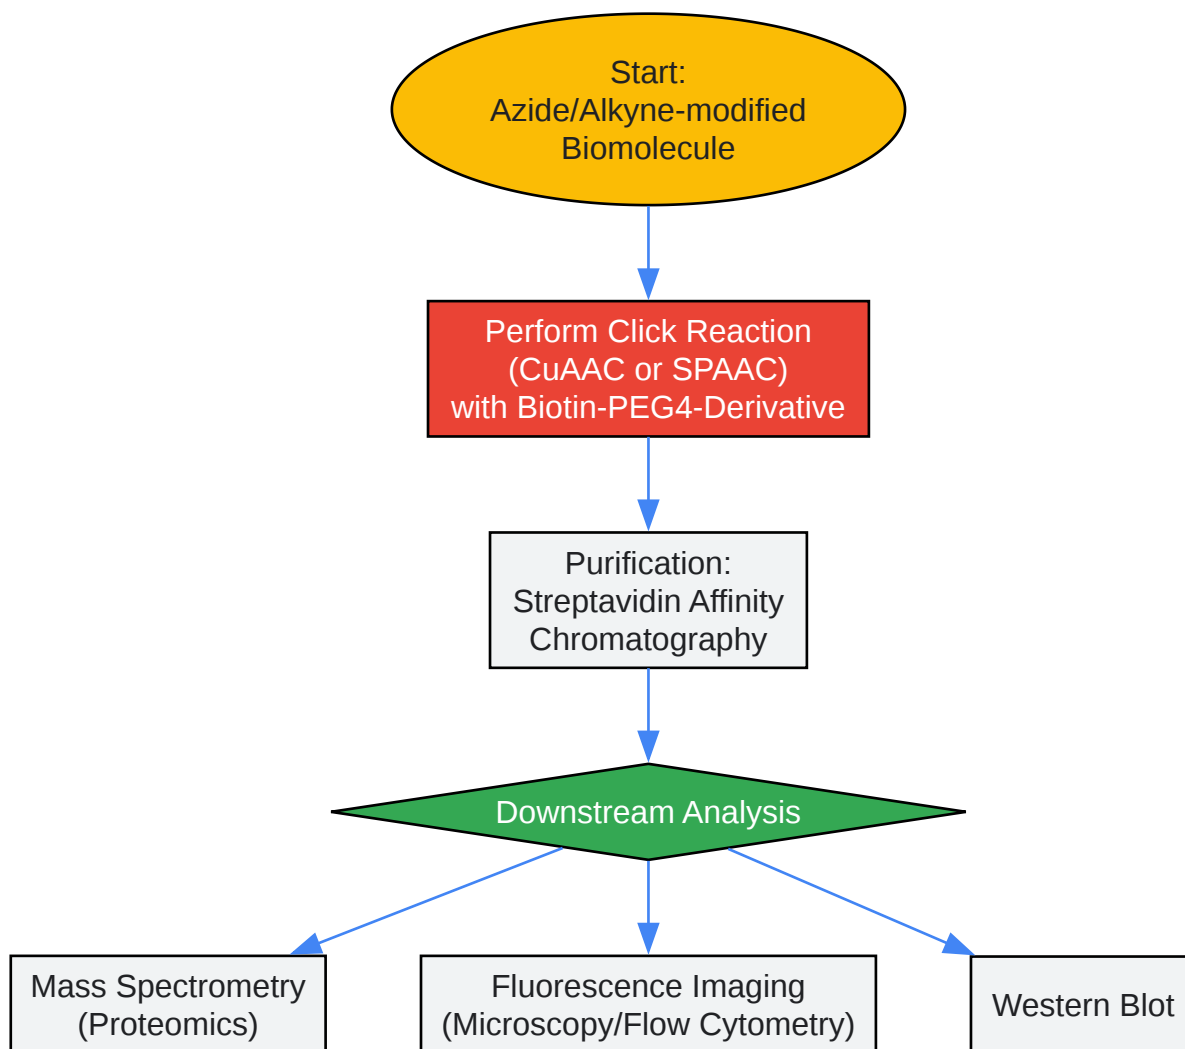 Start:
Azide/Alkyne-modified
Biomolecule
Perform Click Reaction
(CuAAC or SPAAC)
with Biotin-PEG4-Derivative
Purification:
Streptavidin Affinity
Chromatography
Downstream Analysis
Mass Spectrometry
(Proteomics)
Fluorescence Imaging
(Microscopy/Flow Cytometry)
Western Blot